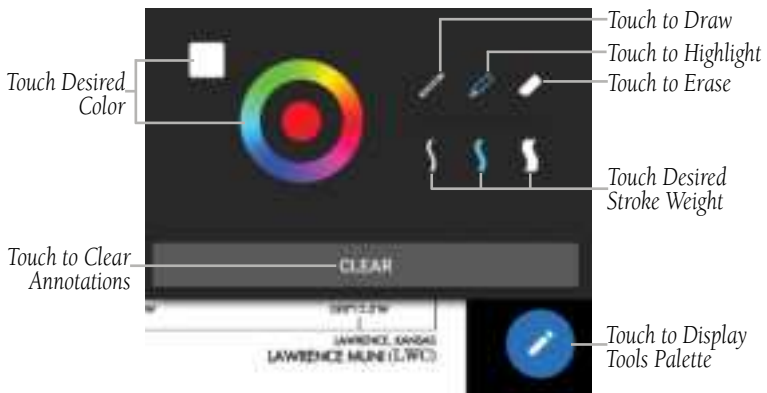 Touch to Draw
Touch to Highlight
Touch to Erase
Touch Desired
Color
Touch Desired
Stroke Weight
Touch to Clear
Annotations
CLEAR
LAWRENCE, KANSAS
LAWRENCE MUNI (LWC)
Touch to Display
Tools Palette